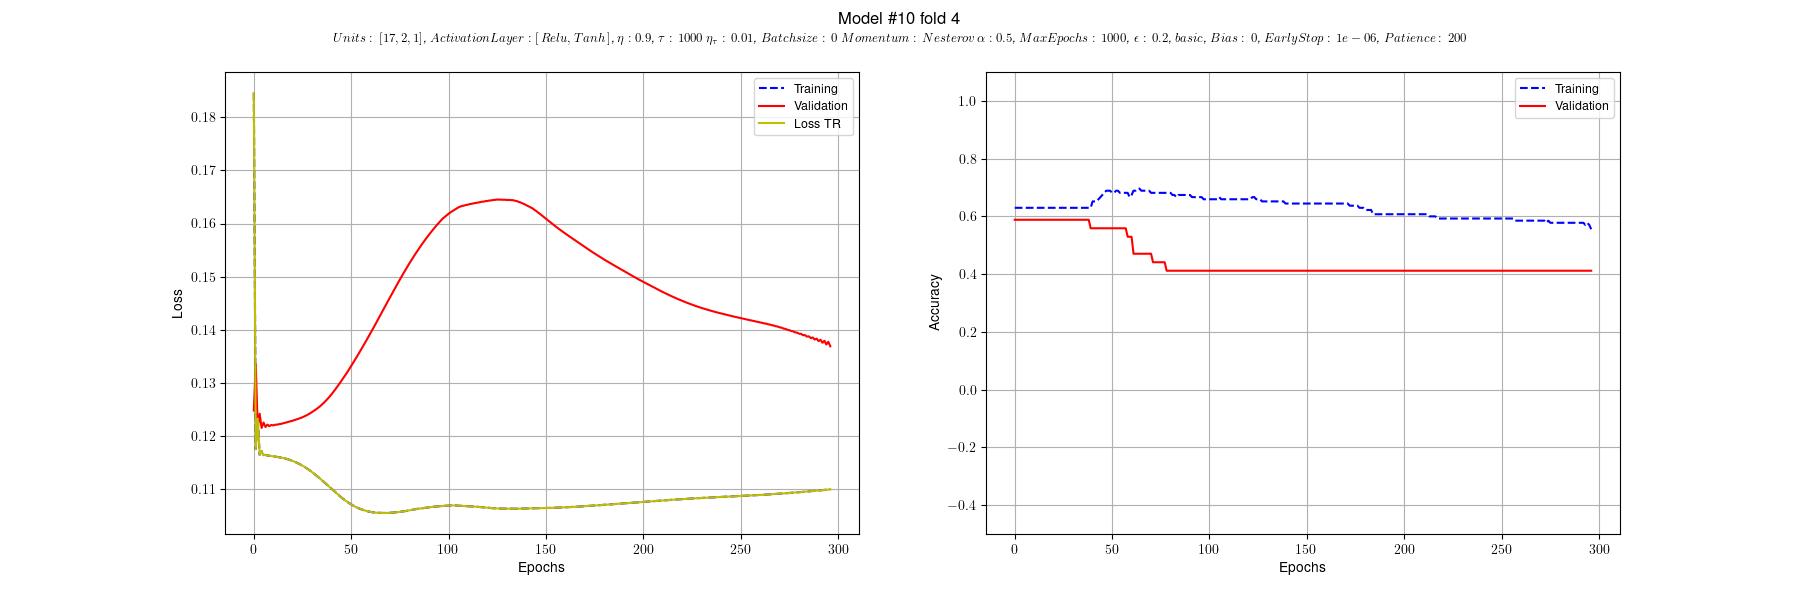 Model #10 fold 4
Units : [17, 2, 1], ActivationLayer : [Relu, Tanh], η : 0.9, τ : 1000 η_τ : 0.01, Batchsize : 0 Momentum : Nesterov α : 0.5, MaxEpochs : 1000, ϵ : 0.2, basic, Bias : 0, EarlyStop : 1e − 06, Patience : 200
Training
Validation
Loss TR
0.18
0.17
0.16
0.15
0.14
0.13
0.12
0.11
Loss
0
50
100
150
200
250
300
Epochs
Training
Validation
1.0
0.8
0.6
0.4
0.2
0.0
−0.2
−0.4
Accuracy
0
50
100
150
200
250
300
Epochs